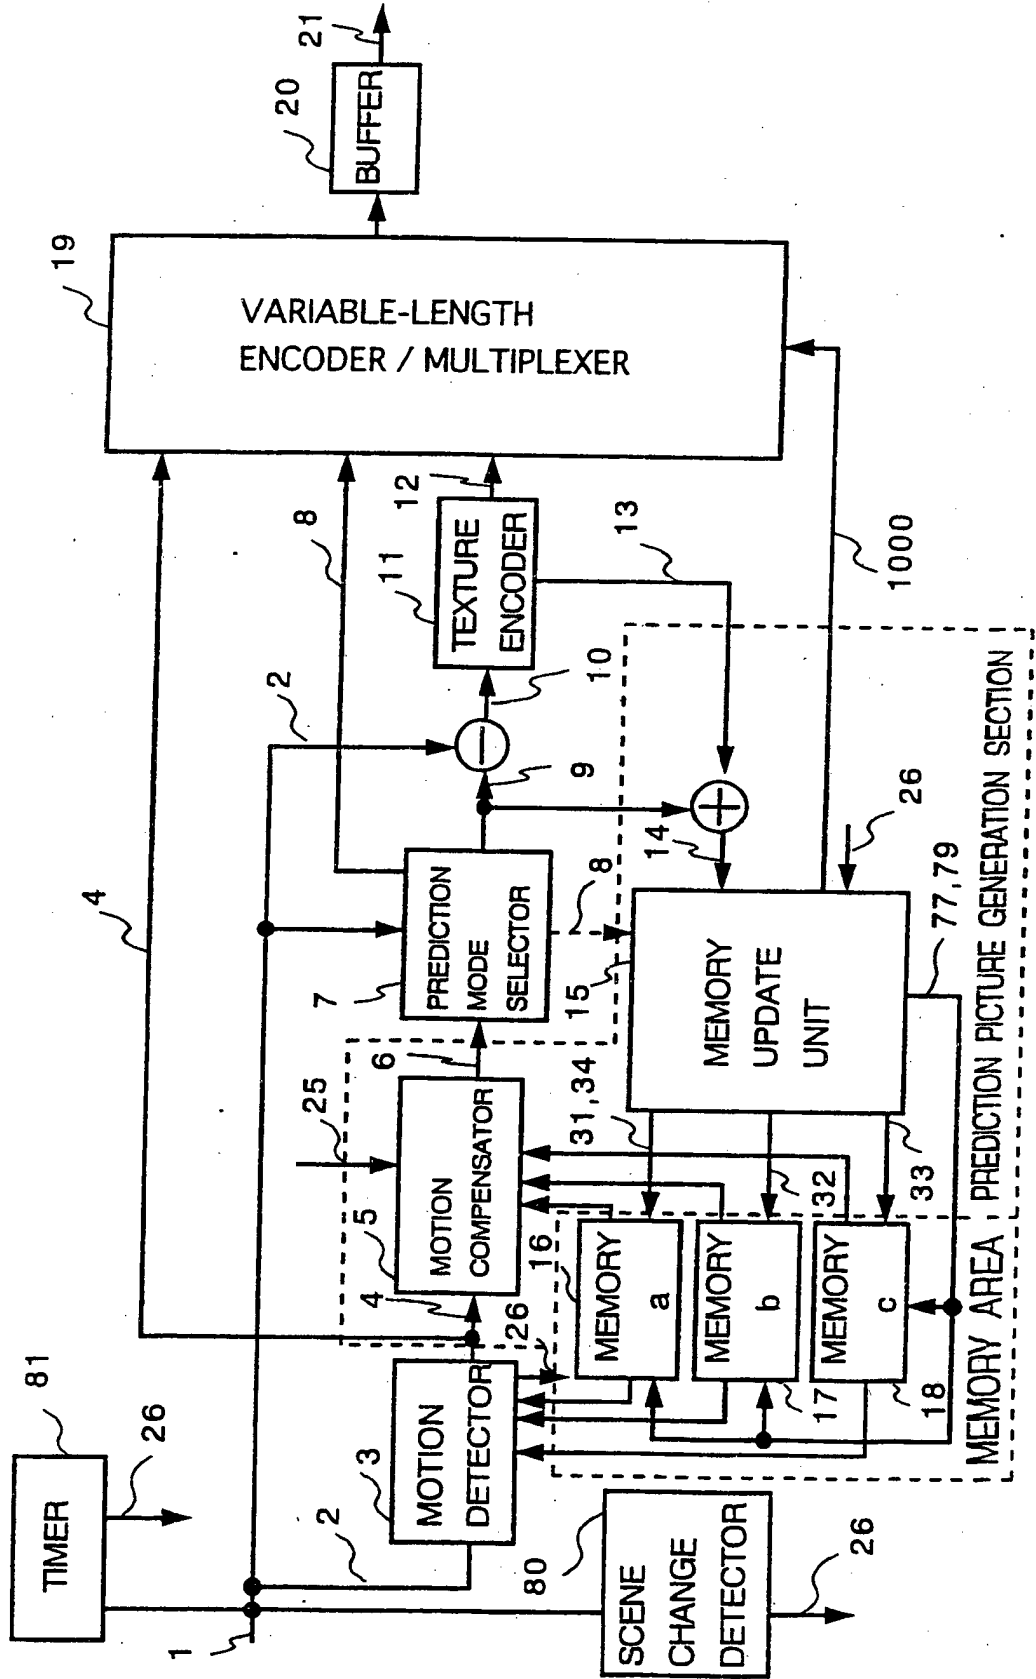 21
20
BUFFER
19
VARIABLE-LENGTH
ENCODER / MULTIPLEXER
4
8
2
12
11
TEXTURE
ENCODER
13
1000
10
9
14
26
7
PREDICTION
MODE
SELECTOR
8
15
MEMORY
UPDATE
UNIT
77,79
6
25
5
MOTION
COMPENSATOR
4
31,34
32
33
PREDICTION PICTURE GENERATION SECTION
16
MEMORY
a
MEMORY
b
17
MEMORY
c
18
MEMORY AREA
26
3
MOTION
DETECTOR
2
81
TIMER
26
1
80
SCENE
CHANGE
DETECTOR
26